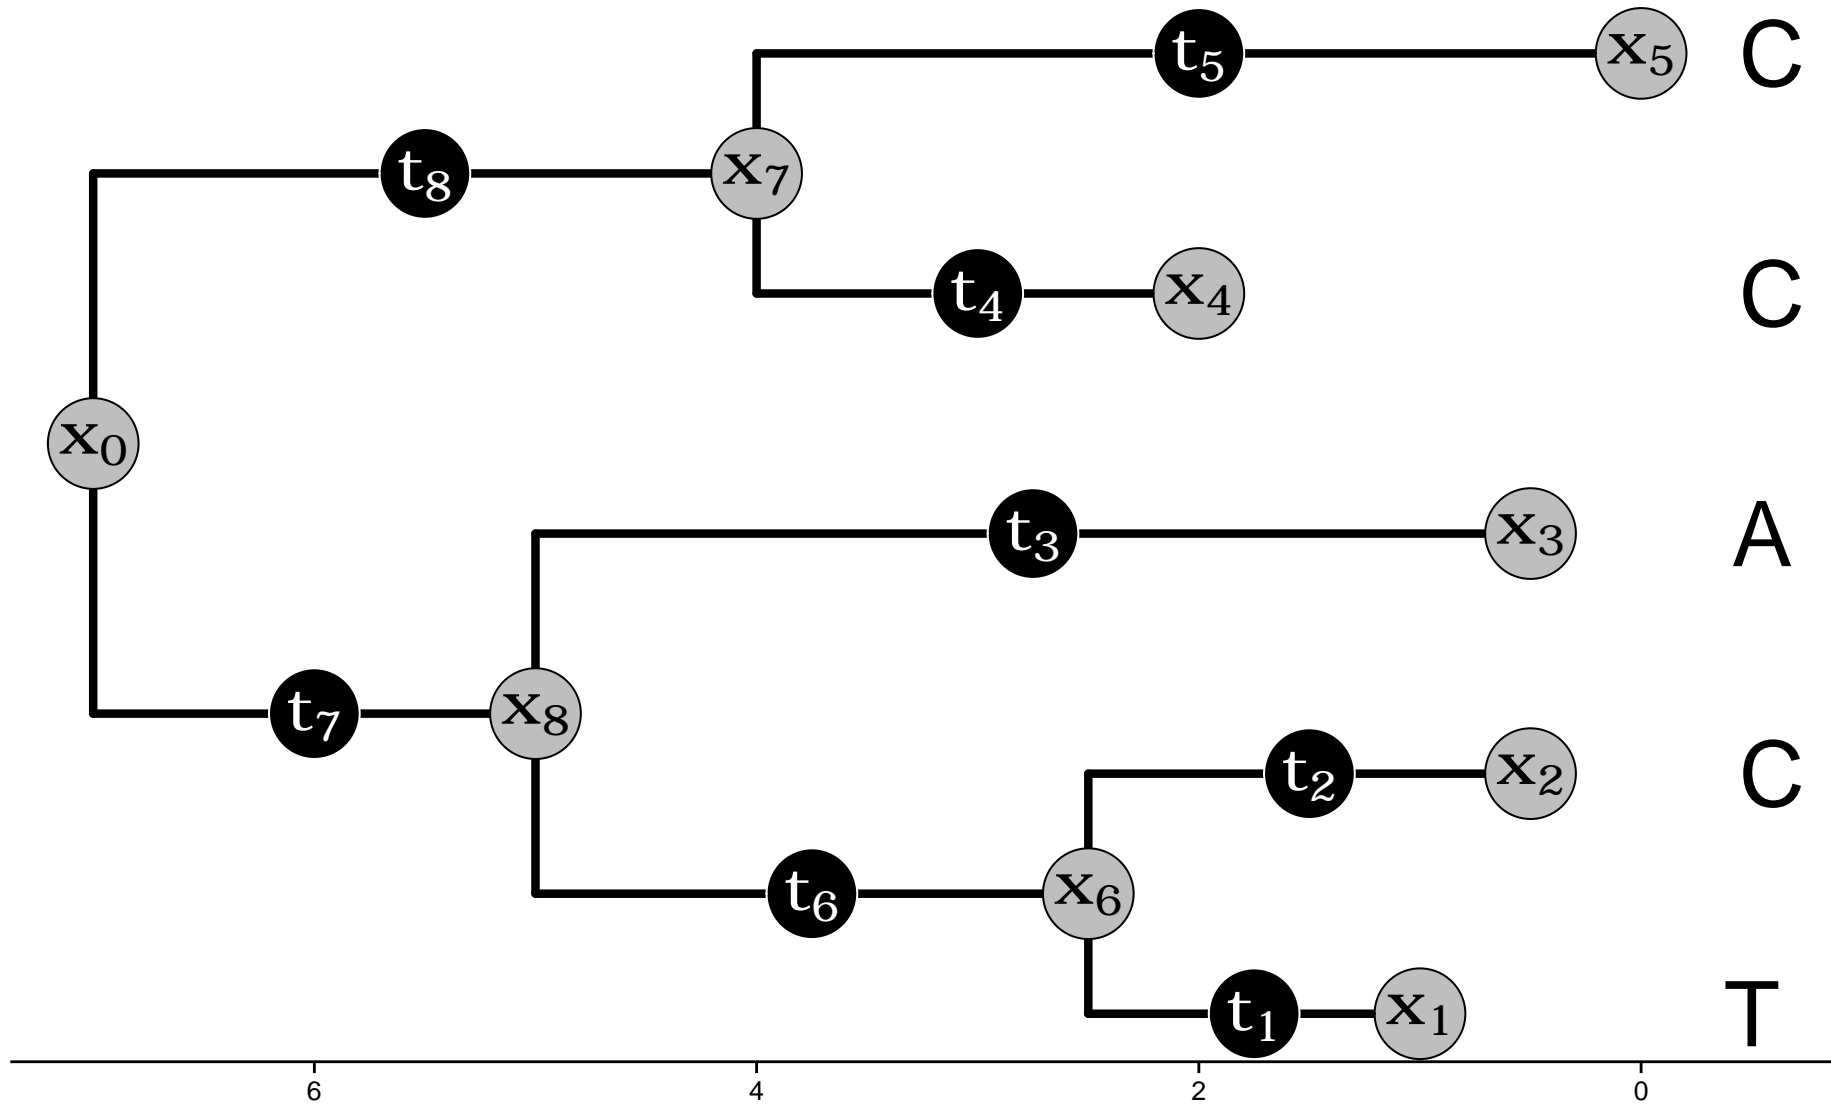 t₅ x₅ C
t₈ x₇
t₄ x₄ C
x₀
t₃ x₃ A
t₇ x₈
t₂ x₂ C
t₆ x₆
t₁ x₁ T
6 4 2 0